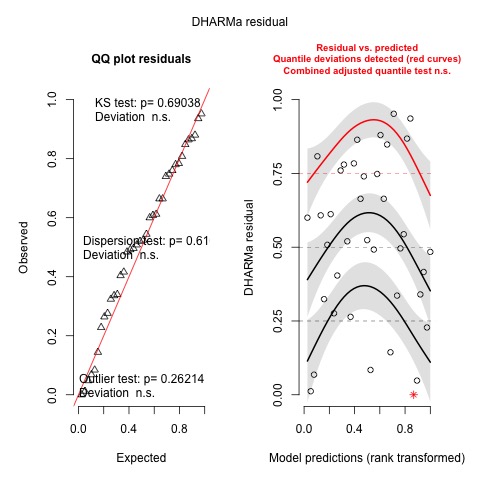 DHARMa residual
QQ plot residuals
KS test: p= 0.69038
Deviation n.s.
Dispersion test: p= 0.61
Deviation n.s.
Outlier test: p= 0.26214
Deviation n.s.
Observed
0.0
0.2
0.4
0.6
0.8
1.0
0.0
0.4
0.8
Expected
Residual vs. predicted
Quantile deviations detected (red curves)
Combined adjusted quantile test n.s.
DHARMa residual
0.00
0.25
0.50
0.75
1.00
0.0
0.4
0.8
Model predictions (rank transformed)